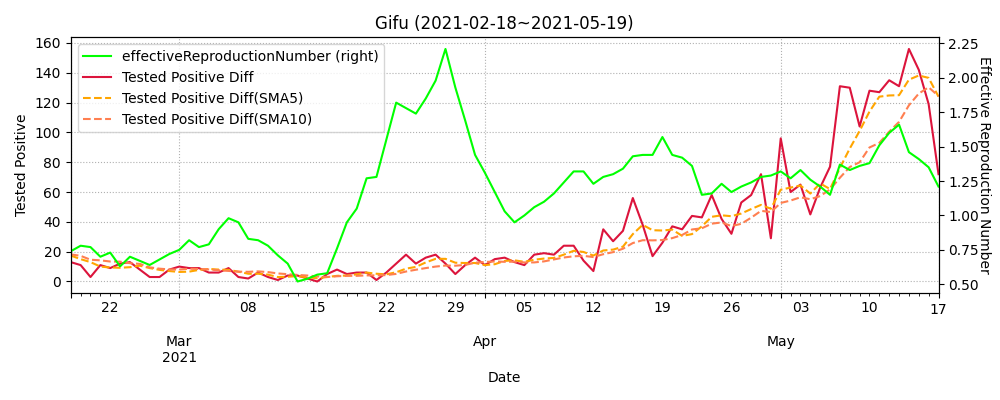 Gifu (2021-02-18~2021-05-19)
effectiveReproductionNumber (right)
Tested Positive Diff
Tested Positive Diff(SMA5)
Tested Positive Diff(SMA10)
Tested Positive
160
140
120
100
80
60
40
20
0
2.25
2.00
1.75
1.50
1.25
1.00
0.75
0.50
Effective Reproduction Number
22 08 15 22 29 05 12 19 26 03 10 17
Mar Apr May
2021
Date